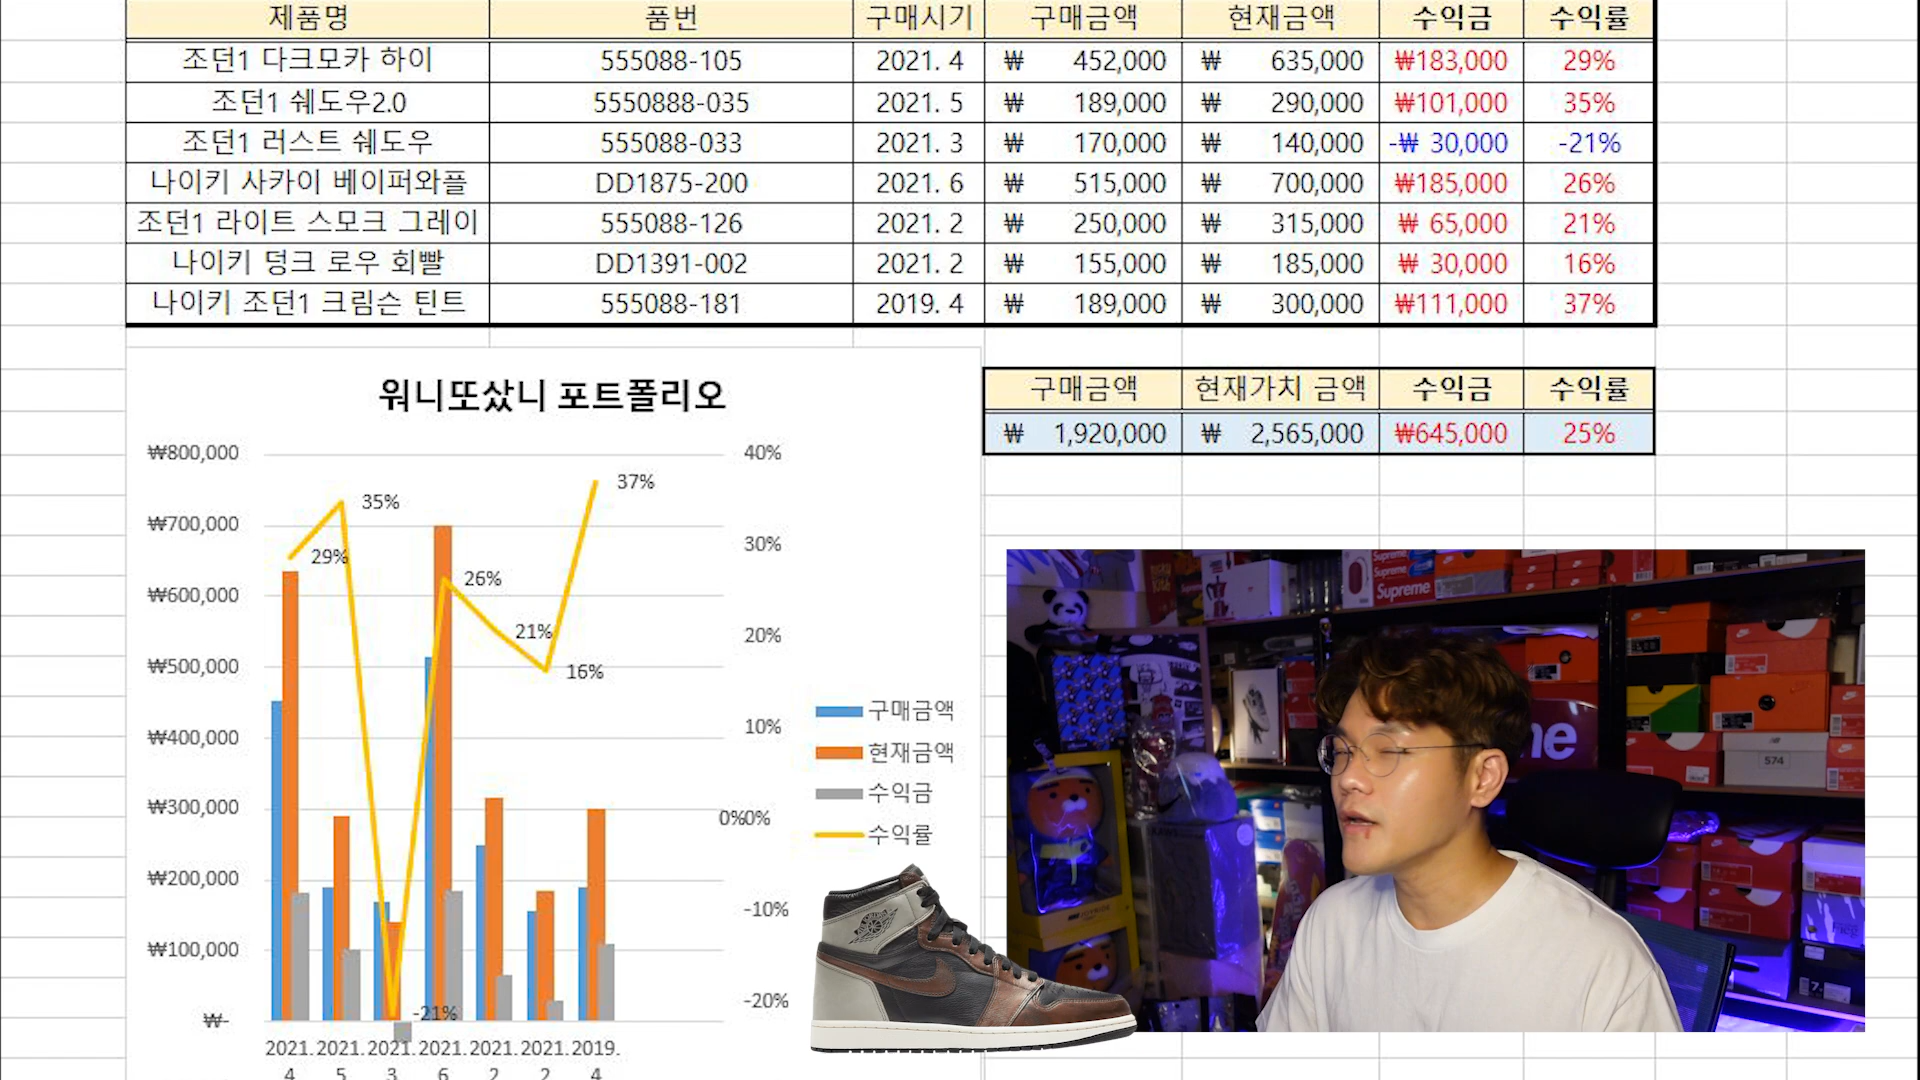 제품명 품번 구매시기 구매금액 현재금액 수익금 수익률
조던1 다크모카 하이 555088-105 2021. 4 ₩ 452,000 ₩ 635,000 ₩183,000 29%
조던1 쉐도우2.0 5550888-035 2021. 5 ₩ 189,000 ₩ 290,000 ₩101,000 35%
조던1 러스트 쉐도우 555088-033 2021. 3 ₩ 170,000 ₩ 140,000 -₩ 30,000 -21%
나이키 사카이 베이퍼와플 DD1875-200 2021. 6 ₩ 515,000 ₩ 700,000 ₩185,000 26%
조던1 라이트 스모크 그레이 555088-126 2021. 2 ₩ 250,000 ₩ 315,000 ₩ 65,000 21%
나이키 덩크 로우 회빨 DD1391-002 2021. 2 ₩ 155,000 ₩ 185,000 ₩ 30,000 16%
나이키 조던1 크림슨 틴트 555088-181 2019. 4 ₩ 189,000 ₩ 300,000 ₩111,000 37%
구매금액 현재가치 금액 수익금 수익률
₩ 1,920,000 ₩ 2,565,000 ₩645,000 25%
워니또샀니 포트폴리오
₩800,000
₩700,000
₩600,000
₩500,000
₩400,000
₩300,000
₩200,000
₩100,000
₩-
29%
35%
-21%
26%
21%
16%
37%
40%
30%
20%
10%
0%0%
-10%
-20%
2021. 2021. 2021. 2021. 2021. 2021. 2019.
4 5 3 6 2 2 4
구매금액
현재금액
수익금
수익률
Supreme
Supreme
Supreme
me
574